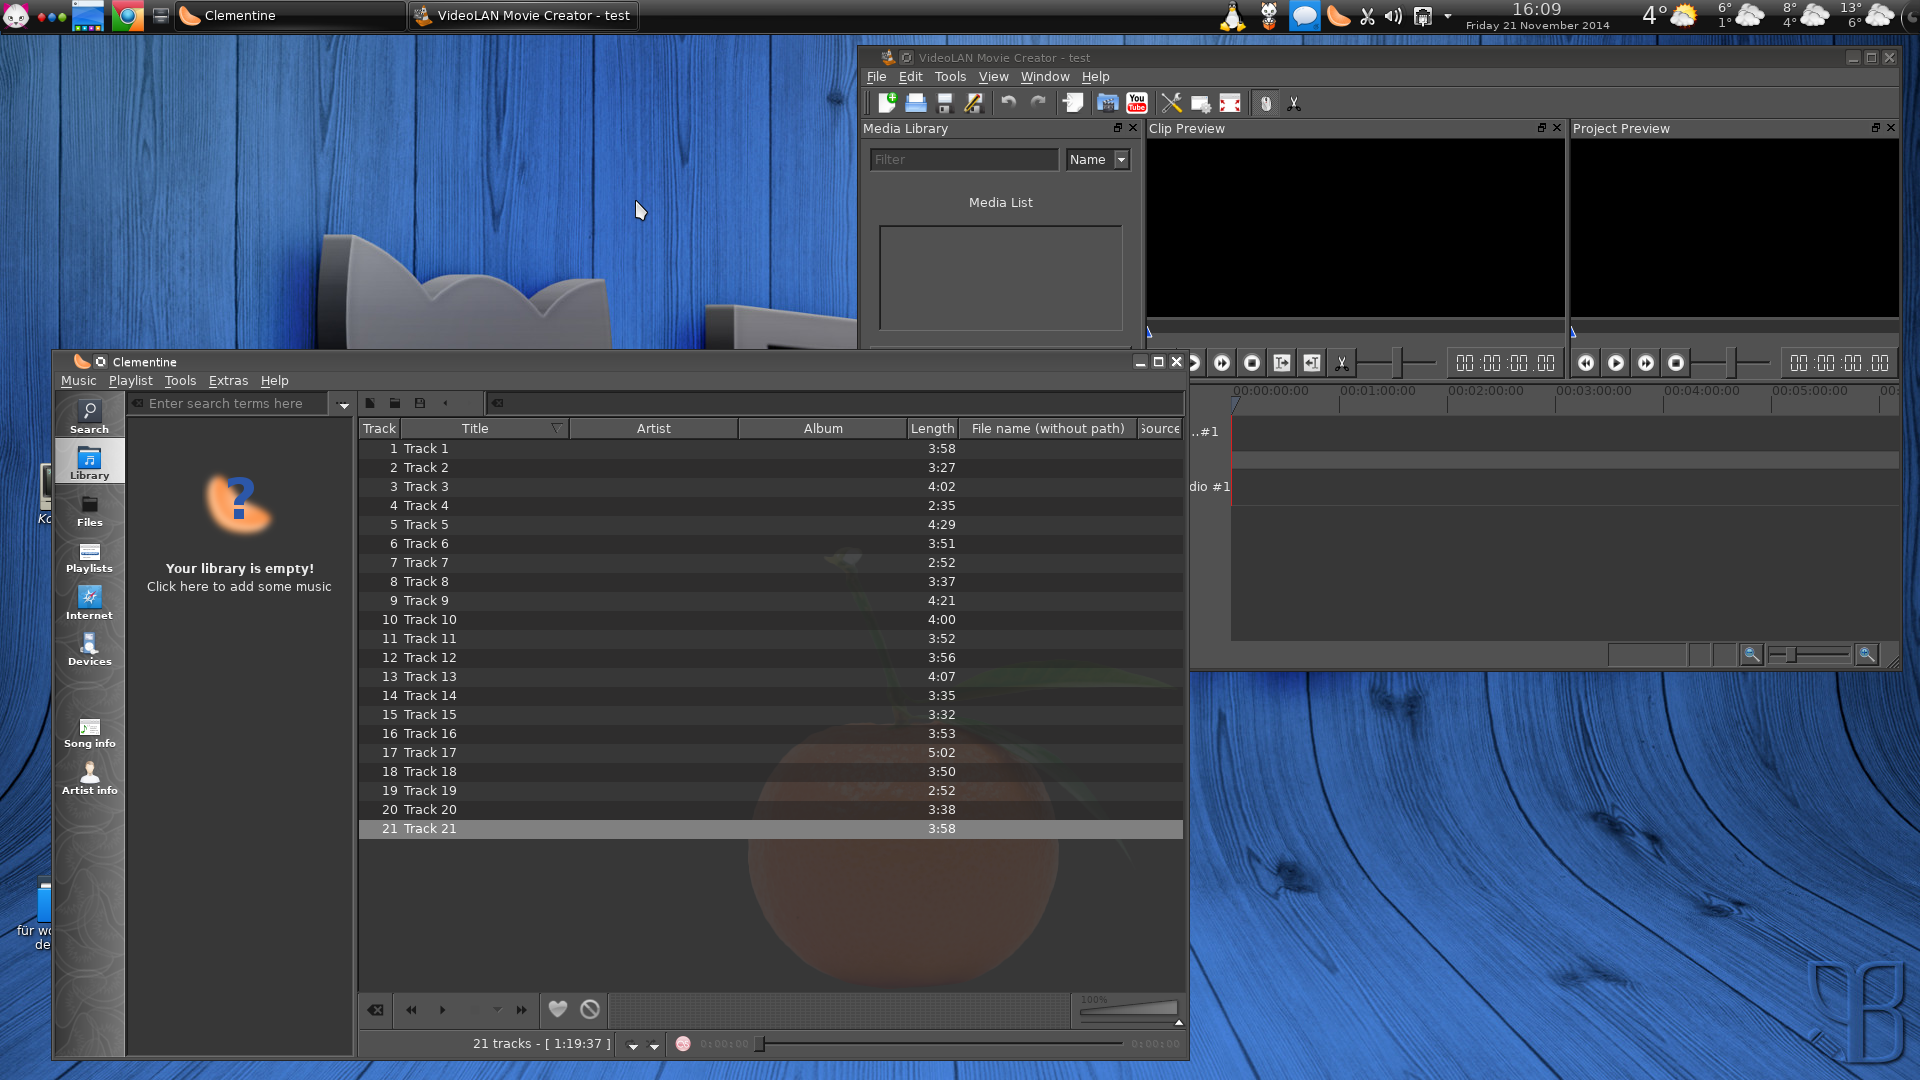 Clementine
VideoLAN Movie Creator - test
16:09
Friday 21 November 2014
4°
6°
1°
8°
4°
13°
6°
VideoLAN Movie Creator - test
File Edit Tools View Window Help
You
Tube
Media Library
Clip Preview
Project Preview
Filter
Name
Media List
00:00:00.00
00:00:00.00
00:00:00:00 00:01:00:00 00:02:00:00 00:03:00:00 00:04:00:00 00:05:00:00 00:
..#1
dio #1
Clementine
Music Playlist Tools Extras Help
Search
Library
Files
Playlists
Internet
Devices
Song info
Artist info
Enter search terms here
?
Your library is empty!
Click here to add some music
Track Title Artist Album Length File name (without path) Source
1 Track 1 3:58
2 Track 2 3:27
3 Track 3 4:02
4 Track 4 2:35
5 Track 5 4:29
6 Track 6 3:51
7 Track 7 2:52
8 Track 8 3:37
9 Track 9 4:21
10 Track 10 4:00
11 Track 11 3:52
12 Track 12 3:56
13 Track 13 4:07
14 Track 14 3:35
15 Track 15 3:32
16 Track 16 3:53
17 Track 17 5:02
18 Track 18 3:50
19 Track 19 2:52
20 Track 20 3:38
21 Track 21 3:58
100%
21 tracks - [ 1:19:37 ]
0:00:00
0:00:00
Ko
für wo
de